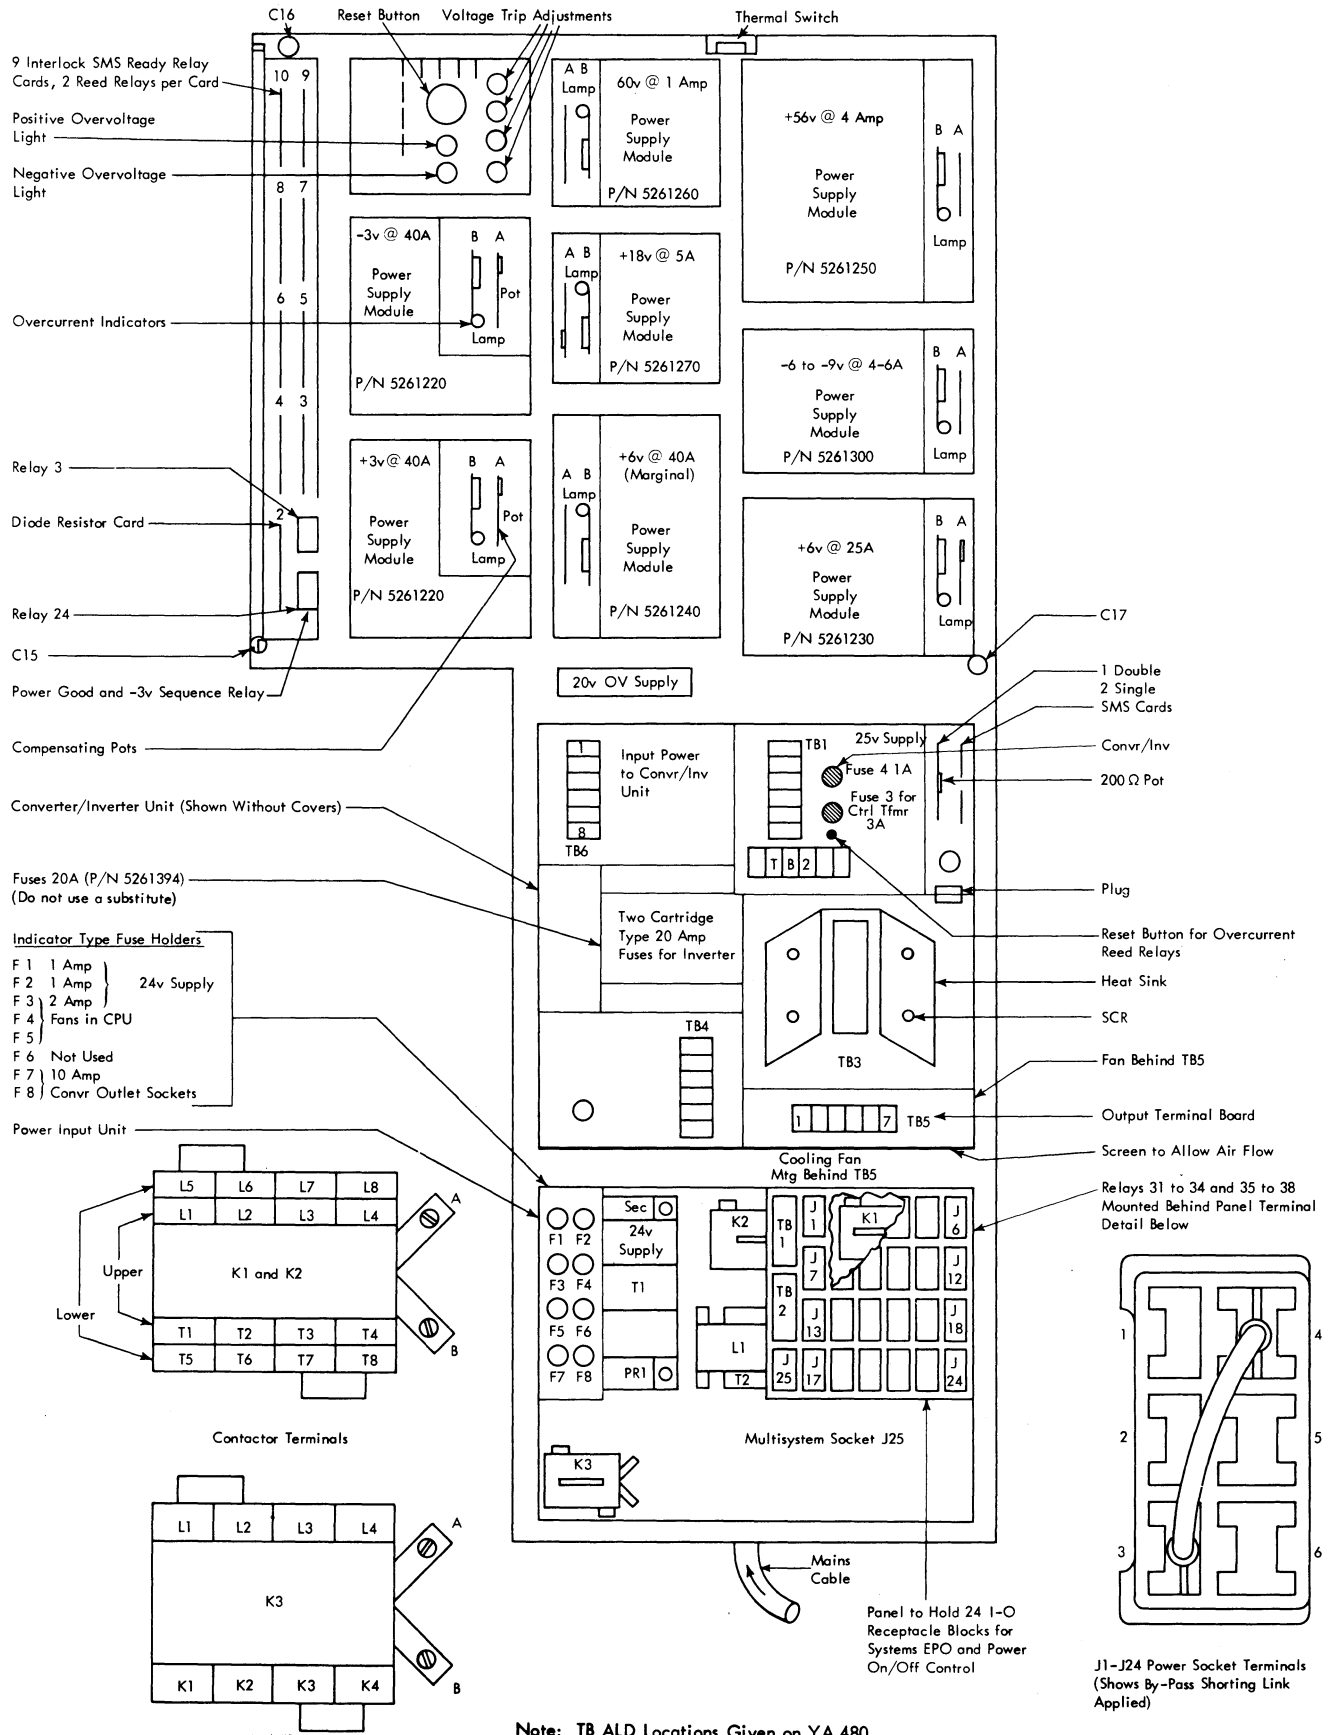 C16
Reset Button
Voltage Trip Adjustments
Thermal Switch
9 Interlock SMS Ready Relay
Cards, 2 Reed Relays per Card
Positive Overvoltage
Light
Negative Overvoltage
Light
Overcurrent Indicators
Relay 3
Diode Resistor Card
Relay 24
C15
Power Good and -3v Sequence Relay
Compensating Pots
Converter/Inverter Unit (Shown Without Covers)
Fuses 20A (P/N 5261394)
(Do not use a substitute)
10 9
8 7
6 5
4 3
2
-3v @ 40A
Power
Supply
Module
P/N 5261220
B A
Pot
Lamp
+3v @ 40A
Power
Supply
Module
P/N 5261220
B A
Pot
Lamp
A B
Lamp
60v @ 1 Amp
Power
Supply
Module
P/N 5261260
A B
Lamp
+18v @ 5A
Power
Supply
Module
P/N 5261270
A B
Lamp
+6v @ 40A
(Marginal)
Power
Supply
Module
P/N 5261240
+56v @ 4 Amp
Power
Supply
Module
P/N 5261250
B A
Lamp
-6 to -9v @ 4-6A
Power
Supply
Module
P/N 5261300
B A
Lamp
+6v @ 25A
Power
Supply
Module
P/N 5261230
B A
Lamp
20v OV Supply
C17
1 Double
2 Single
SMS Cards
Convr/Inv
200 Ω Pot
Plug
Reset Button for Overcurrent
Reed Relays
Heat Sink
SCR
Fan Behind TB5
Output Terminal Board
Screen to Allow Air Flow
Relays 31 to 34 and 35 to 38
Mounted Behind Panel Terminal
Detail Below
1
8
TB6
Input Power
to Convr/Inv
Unit
TB1
25v Supply
Fuse 4 1A
Fuse 3 for
Ctrl Tfmr
3A
T B 2
Two Cartridge
Type 20 Amp
Fuses for Inverter
TB4
TB3
1 7 TB5
Cooling Fan
Mtg Behind TB5
Indicator Type Fuse Holders
F 1 1 Amp
F 2 1 Amp 24v Supply
F 3 2 Amp
F 4 Fans in CPU
F 5
F 6 Not Used
F 7 10 Amp
F 8 Convr Outlet Sockets
Power Input Unit
L5 L6 L7 L8
L1 L2 L3 L4
A
Upper
K1 and K2
Lower
T1 T2 T3 T4
T5 T6 T7 T8
B
Contactor Terminals
L1 L2 L3 L4
A
K3
K1 K2 K3 K4
B
F1 F2
F3 F4
F5 F6
F7 F8
Sec
24v
Supply
T1
PR1
K2
L1
T2
TB
1
TB
2
J
25
J
1
K1
J
6
J
7
J
12
J
13
J
18
J
17
J
24
K3
Multisystem Socket J25
Mains
Cable
Panel to Hold 24 I-O
Receptacle Blocks for
Systems EPO and Power
On/Off Control
1 4
2 5
3 6
J1-J24 Power Socket Terminals
(Shows By-Pass Shorting Link
Applied)
Note: TB ALD Locations Given on YA 480